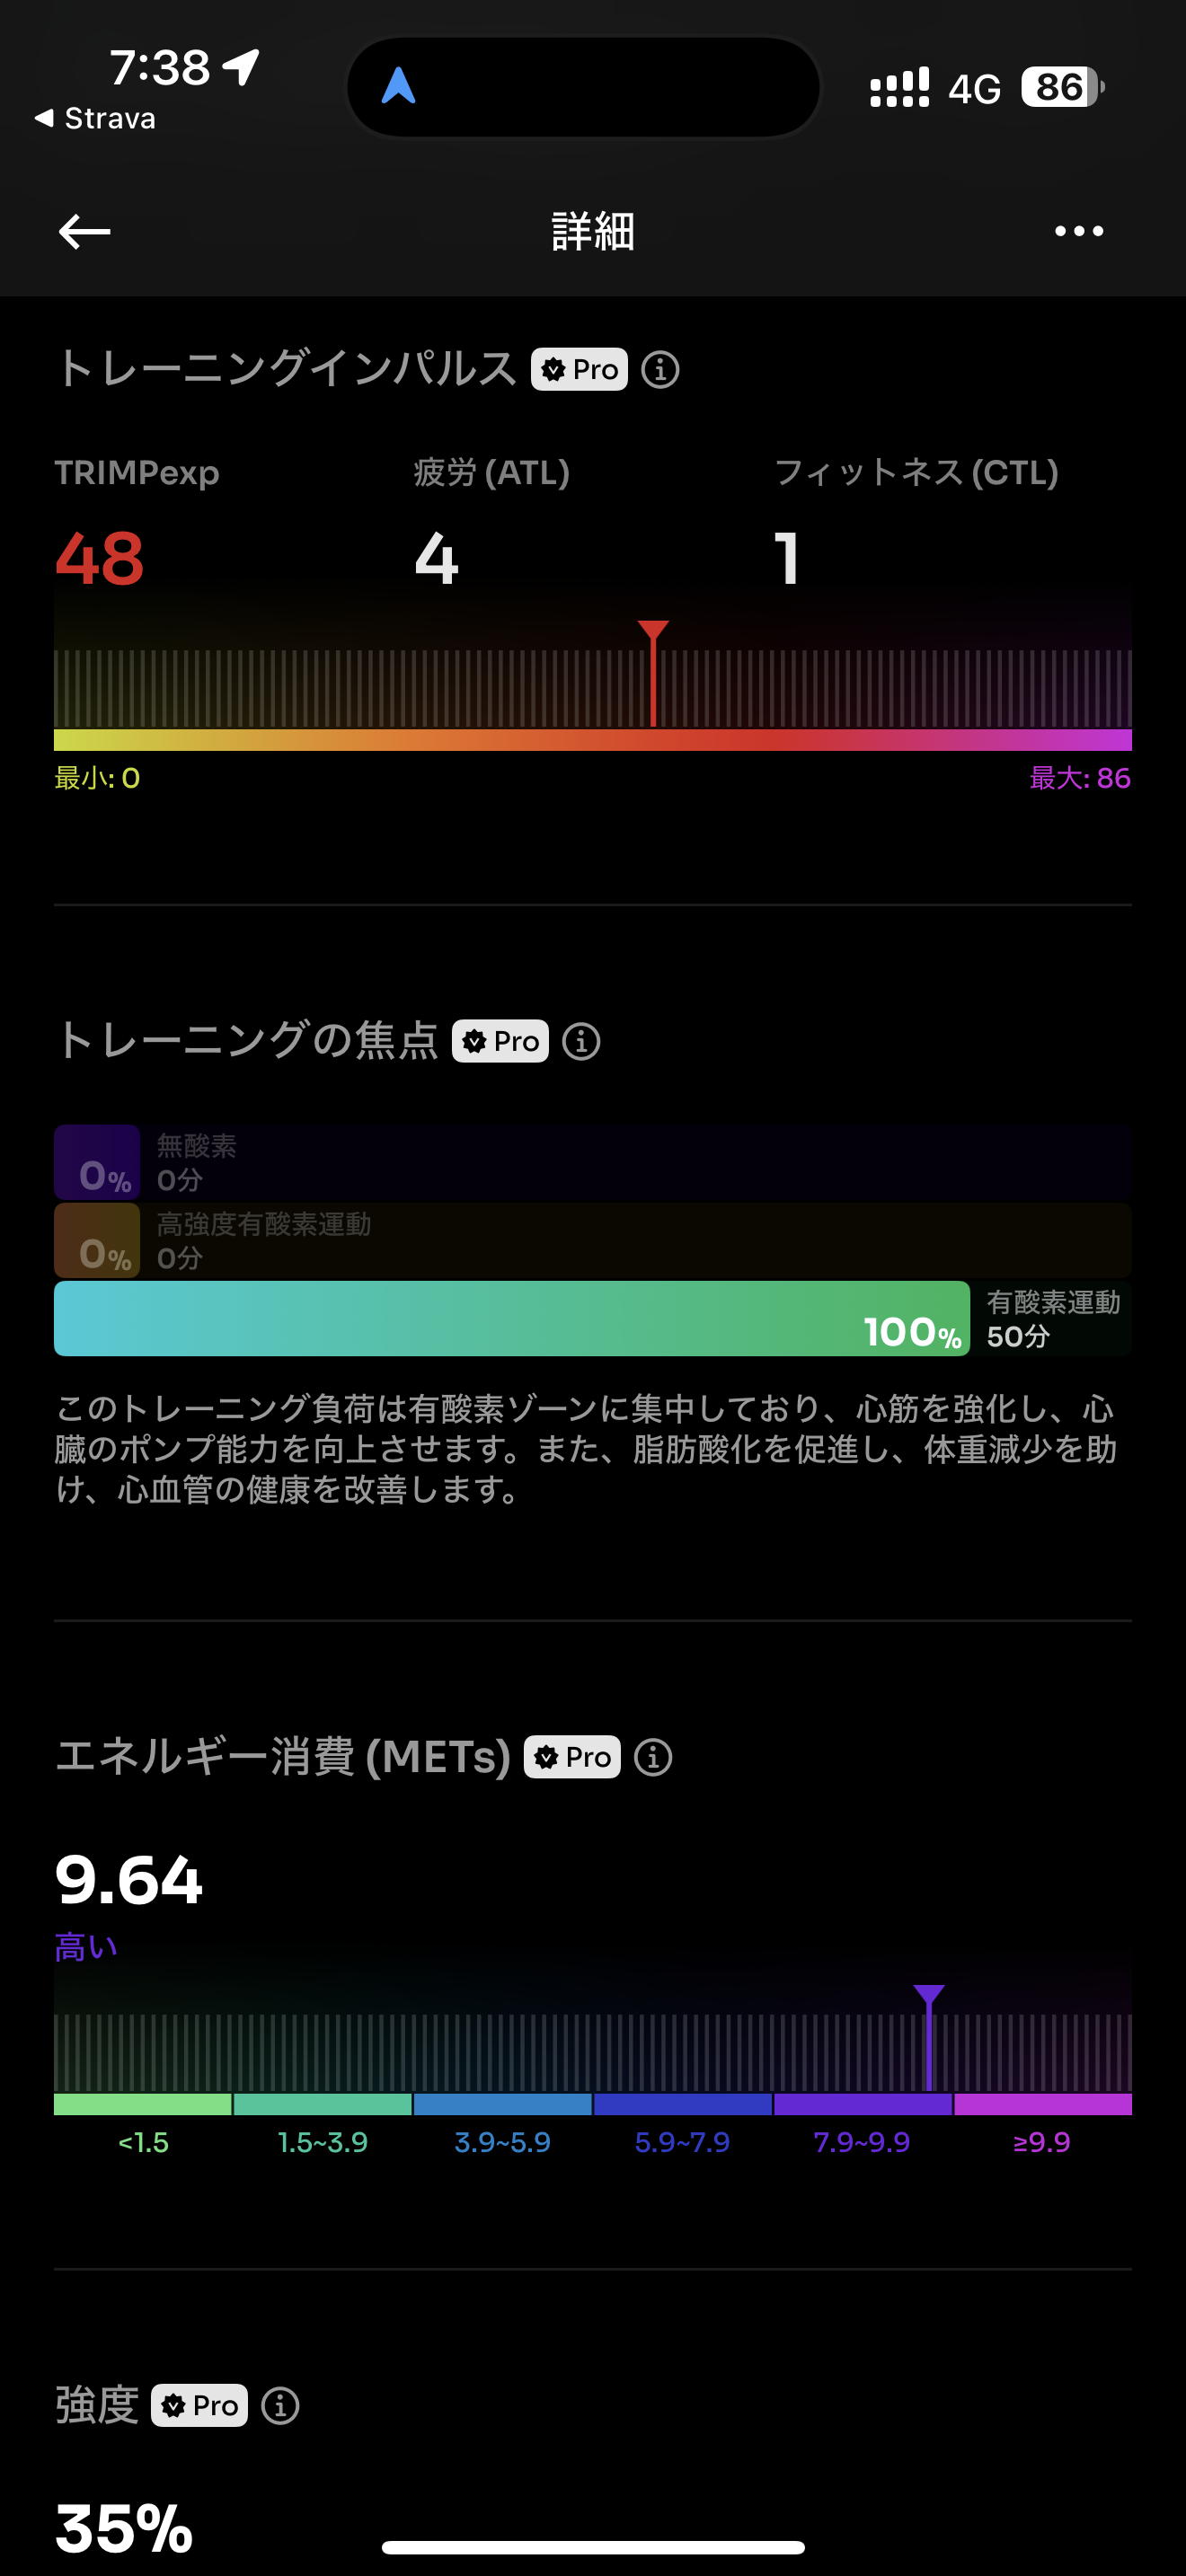 7:38
4G
86
Strava
詳細
トレーニングインパルス Pro
TRIMPexp 疲労 (ATL) フィットネス (CTL)
48 4 1
最小: 0 最大: 86
トレーニングの焦点 Pro
0% 無酸素
0分
0% 高強度有酸素運動
0分
100% 有酸素運動
50分
このトレーニング負荷は有酸素ゾーンに集中しており、心筋を強化し、心
臓のポンプ能力を向上させます。また、脂肪酸化を促進し、体重減少を助
け、心血管の健康を改善します。
エネルギー消費 (METs) Pro
9.64
高い
<1.5 1.5~3.9 3.9~5.9 5.9~7.9 7.9~9.9 ≥9.9
強度 Pro
35%